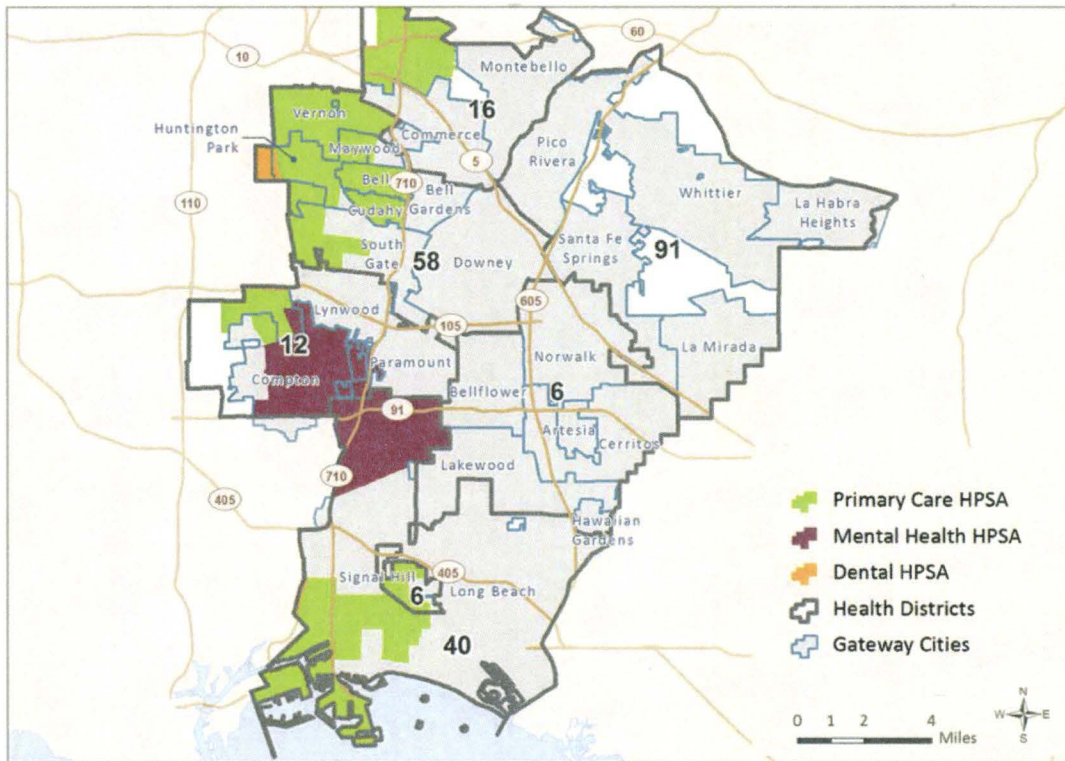 60
10
Montebello
16
Vernon
Huntington
Park
Commerce
Maywood
Pico
Rivera
5
Bell
710
Bell
Gardens
Whittier
110
La Habra
Heights
Cudahy
South
Gate
58
Downey
Santa Fe
Springs
91
605
Lynwood
105
12
Norwalk
La Mirada
Paramount
Compton
Bellflower
6
91
Artesia
Cerritos
Lakewood
710
405
Hawaiian
Gardens
Signal Hill
405
6
Long Beach
40
Primary Care HPSA
Mental Health HPSA
Dental HPSA
Health Districts
Gateway Cities
N
W E
S
0 1 2 4
Miles